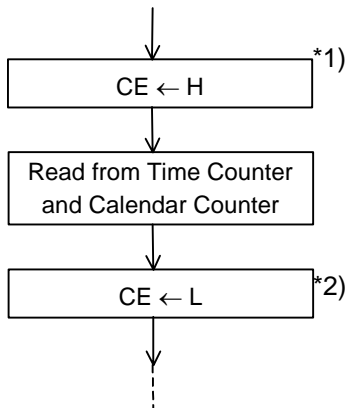 *1)
CE ← H
Read from Time Counter
and Calendar Counter
*2)
CE ← L